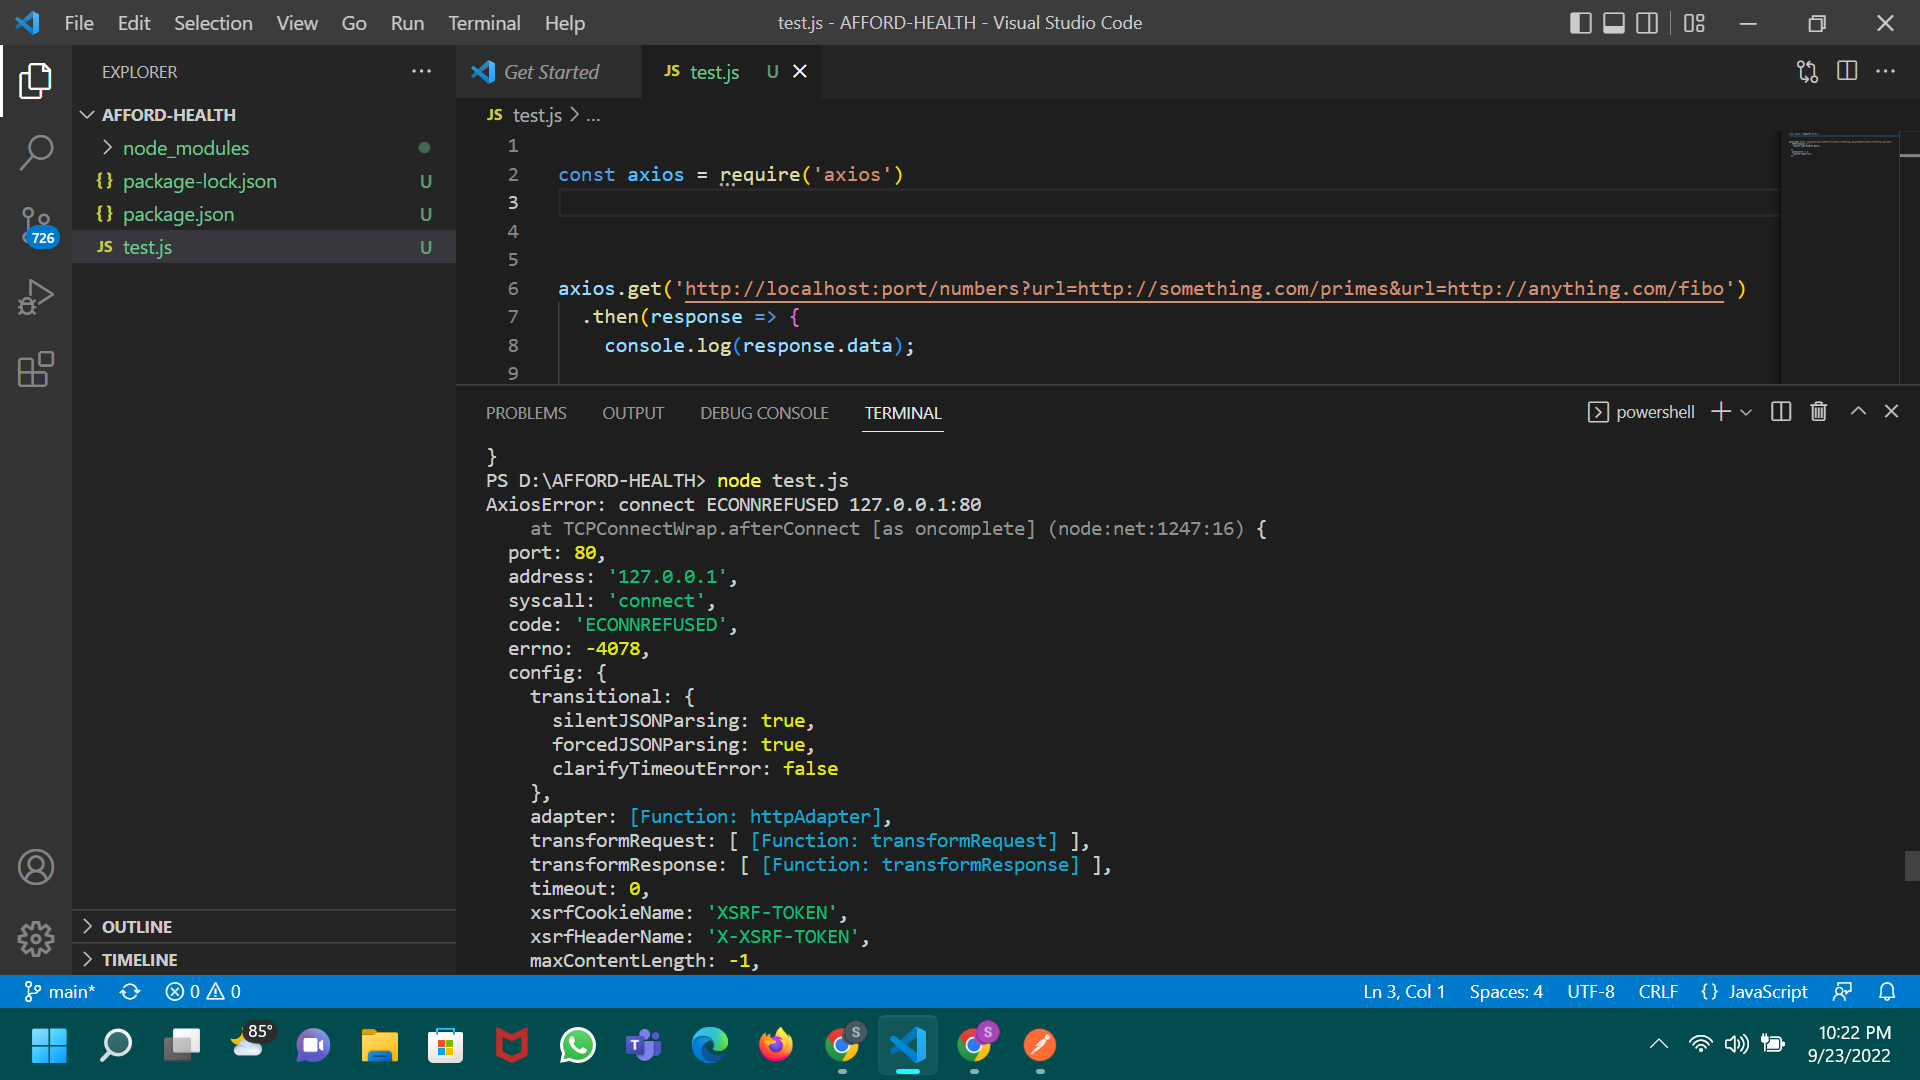 File Edit Selection View Go Run Terminal Help
test.js - AFFORD-HEALTH - Visual Studio Code
EXPLORER
AFFORD-HEALTH
node_modules
{} package-lock.json U
{} package.json U
JS test.js U
726
OUTLINE
TIMELINE
Get Started
JS test.js U
JS test.js > ...
1
2 const axios = require('axios')
3
4
5
6 axios.get('http://localhost:port/numbers?url=http://something.com/primes&url=http://anything.com/fibo')
7 .then(response => {
8 console.log(response.data);
9
PROBLEMS OUTPUT DEBUG CONSOLE TERMINAL
powershell
}
PS D:\AFFORD-HEALTH> node test.js
AxiosError: connect ECONNREFUSED 127.0.0.1:80
at TCPConnectWrap.afterConnect [as oncomplete] (node:net:1247:16) {
port: 80,
address: '127.0.0.1',
syscall: 'connect',
code: 'ECONNREFUSED',
errno: -4078,
config: {
transitional: {
silentJSONParsing: true,
forcedJSONParsing: true,
clarifyTimeoutError: false
},
adapter: [Function: httpAdapter],
transformRequest: [ [Function: transformRequest] ],
transformResponse: [ [Function: transformResponse] ],
timeout: 0,
xsrfCookieName: 'XSRF-TOKEN',
xsrfHeaderName: 'X-XSRF-TOKEN',
maxContentLength: -1,
main* 0 0
Ln 3, Col 1 Spaces: 4 UTF-8 CRLF {} JavaScript
85°
S
S
10:22 PM
9/23/2022